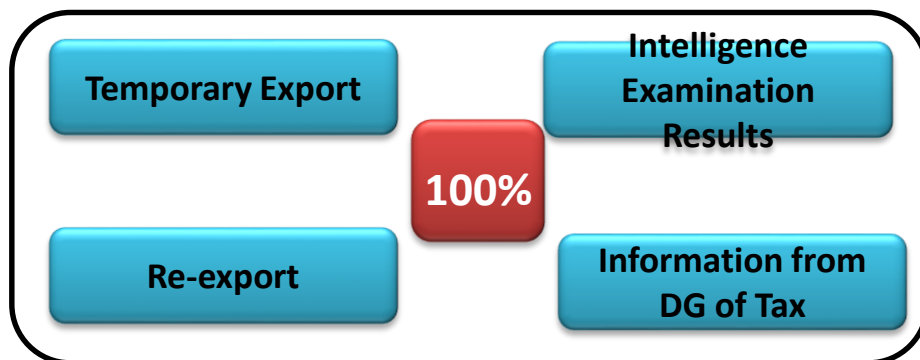 Temporary Export
Intelligence
Examination
Results
100%
Re-export
Information from
DG of Tax